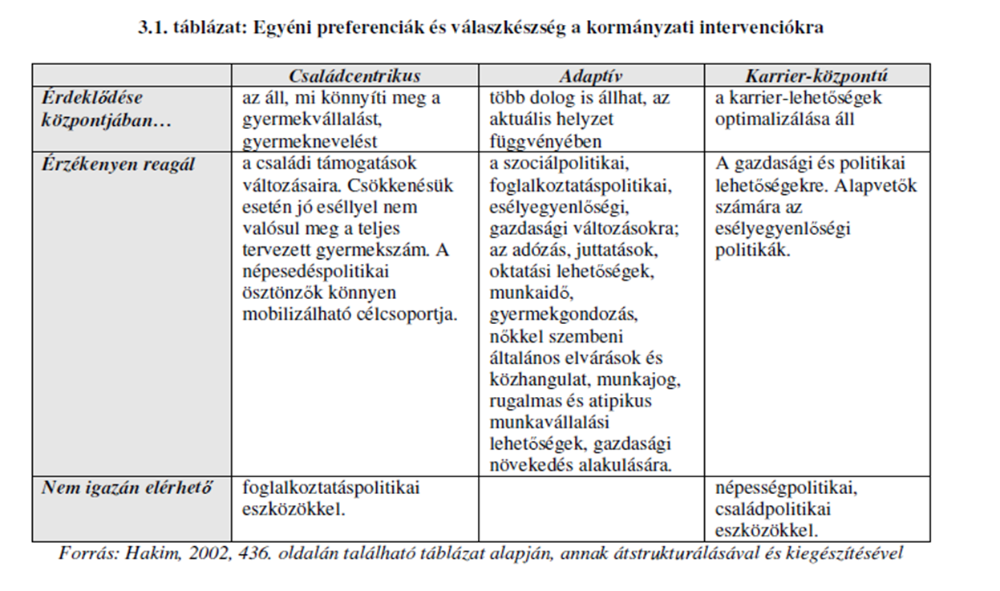 3.1. táblázat: Egyéni preferenciák és válaszkészség a kormányzati intervenciókra
Családcentrikus
Adaptív
Karrier-központú
Érdeklődése
központjában…
az áll, mi könnyíti meg a
gyermekvállalást,
gyermeknevelést
több dolog is állhat, az
aktuális helyzet
függvényében
a karrier-lehetőségek
optimalizálása áll
Érzékenyen reagál
a családi támogatások
változásaira. Csökkenésük
esetén jó eséllyel nem
valósul meg a teljes
tervezett gyermekszám. A
népesedéspolitikai
ösztönzők könnyen
mobilizálható célcsoportja.
a szociálpolitikai,
foglalkoztatáspolitikai,
esélyegyenlőségi,
gazdasági változásokra;
az adózás, juttatások,
oktatási lehetőségek,
munkaidő,
gyermekgondozás,
nőkkel szembeni
általános elvárások és
közhangulat, munkajog,
rugalmas és atipikus
munkavállalási
lehetőségek, gazdasági
növekedés alakulására.
A gazdasági és politikai
lehetőségekre. Alapvetők
számára az
esélyegyenlőségi
politikák.
Nem igazán elérhető
foglalkoztatáspolitikai
eszközökkel.
népességpolitikai,
családpolitikai
eszközökkel.
Forrás: Hakim, 2002, 436. oldalán található táblázat alapján, annak átstrukturálásával és kiegészítésével